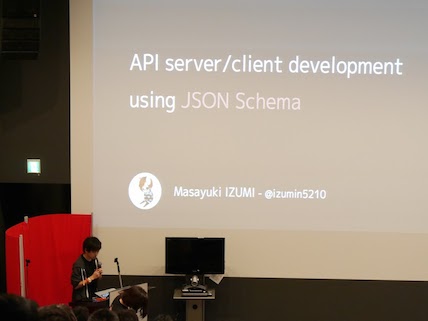 API server/client development
using JSON Schema
Masayuki IZUMI - @izumin5210